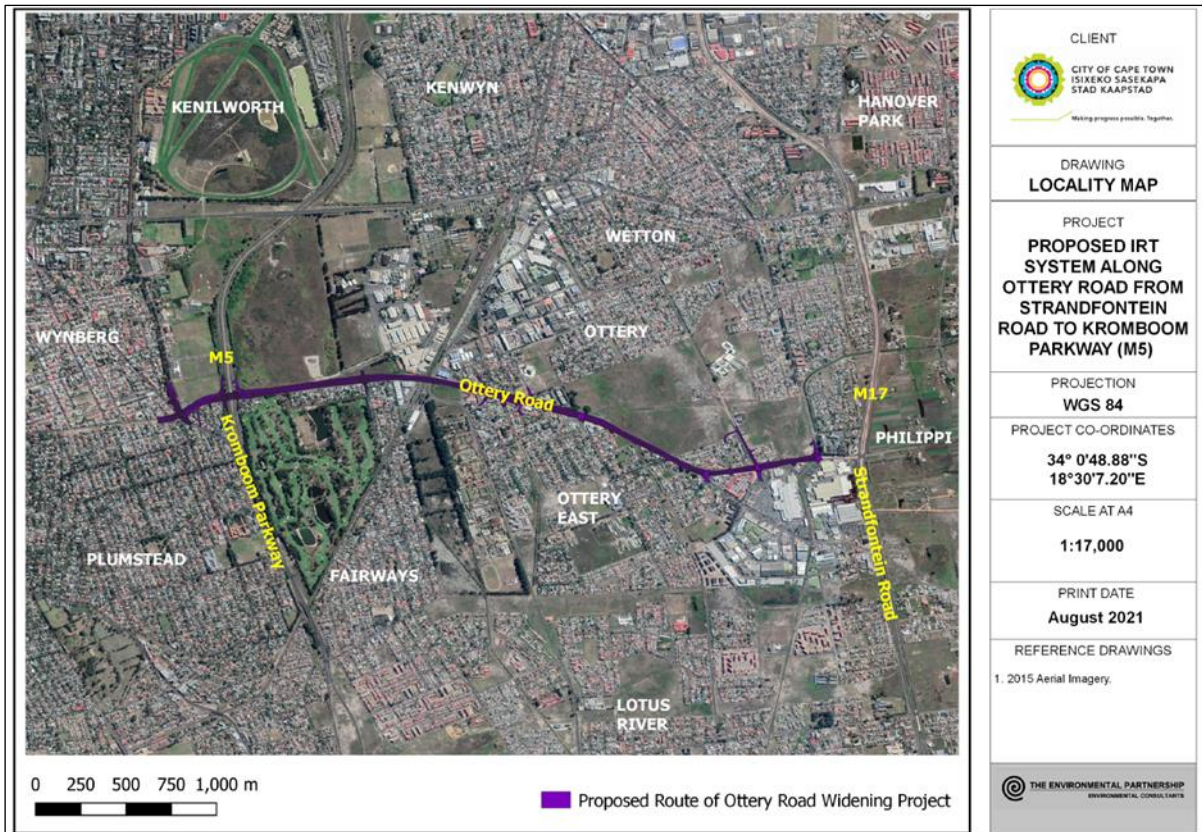 KENILWORTH
KENWYN
HANOVER
PARK
WETTON
WYNBERG
OTTERY
M5
Ottery Road
M17
PHILIPPI
Kromboom Parkway
OTTERY
EAST
Strandfontein Road
PLUMSTEAD
FAIRWAYS
LOTUS
RIVER
0 250 500 750 1,000 m
Proposed Route of Ottery Road Widening Project
CLIENT
CITY OF CAPE TOWN
ISIXEKO SASEKAPA
STAD KAAPSTAD
Making progress possible. Together.
DRAWING
LOCALITY MAP
PROJECT
PROPOSED IRT
SYSTEM ALONG
OTTERY ROAD FROM
STRANDFONTEIN
ROAD TO KROMBOOM
PARKWAY (M5)
PROJECTION
WGS 84
PROJECT CO-ORDINATES
34° 0'48.88"S
18°30'7.20"E
SCALE AT A4
1:17,000
PRINT DATE
August 2021
REFERENCE DRAWINGS
1. 2015 Aerial Imagery.
THE ENVIRONMENTAL PARTNERSHIP
ENVIRONMENTAL CONSULTANTS